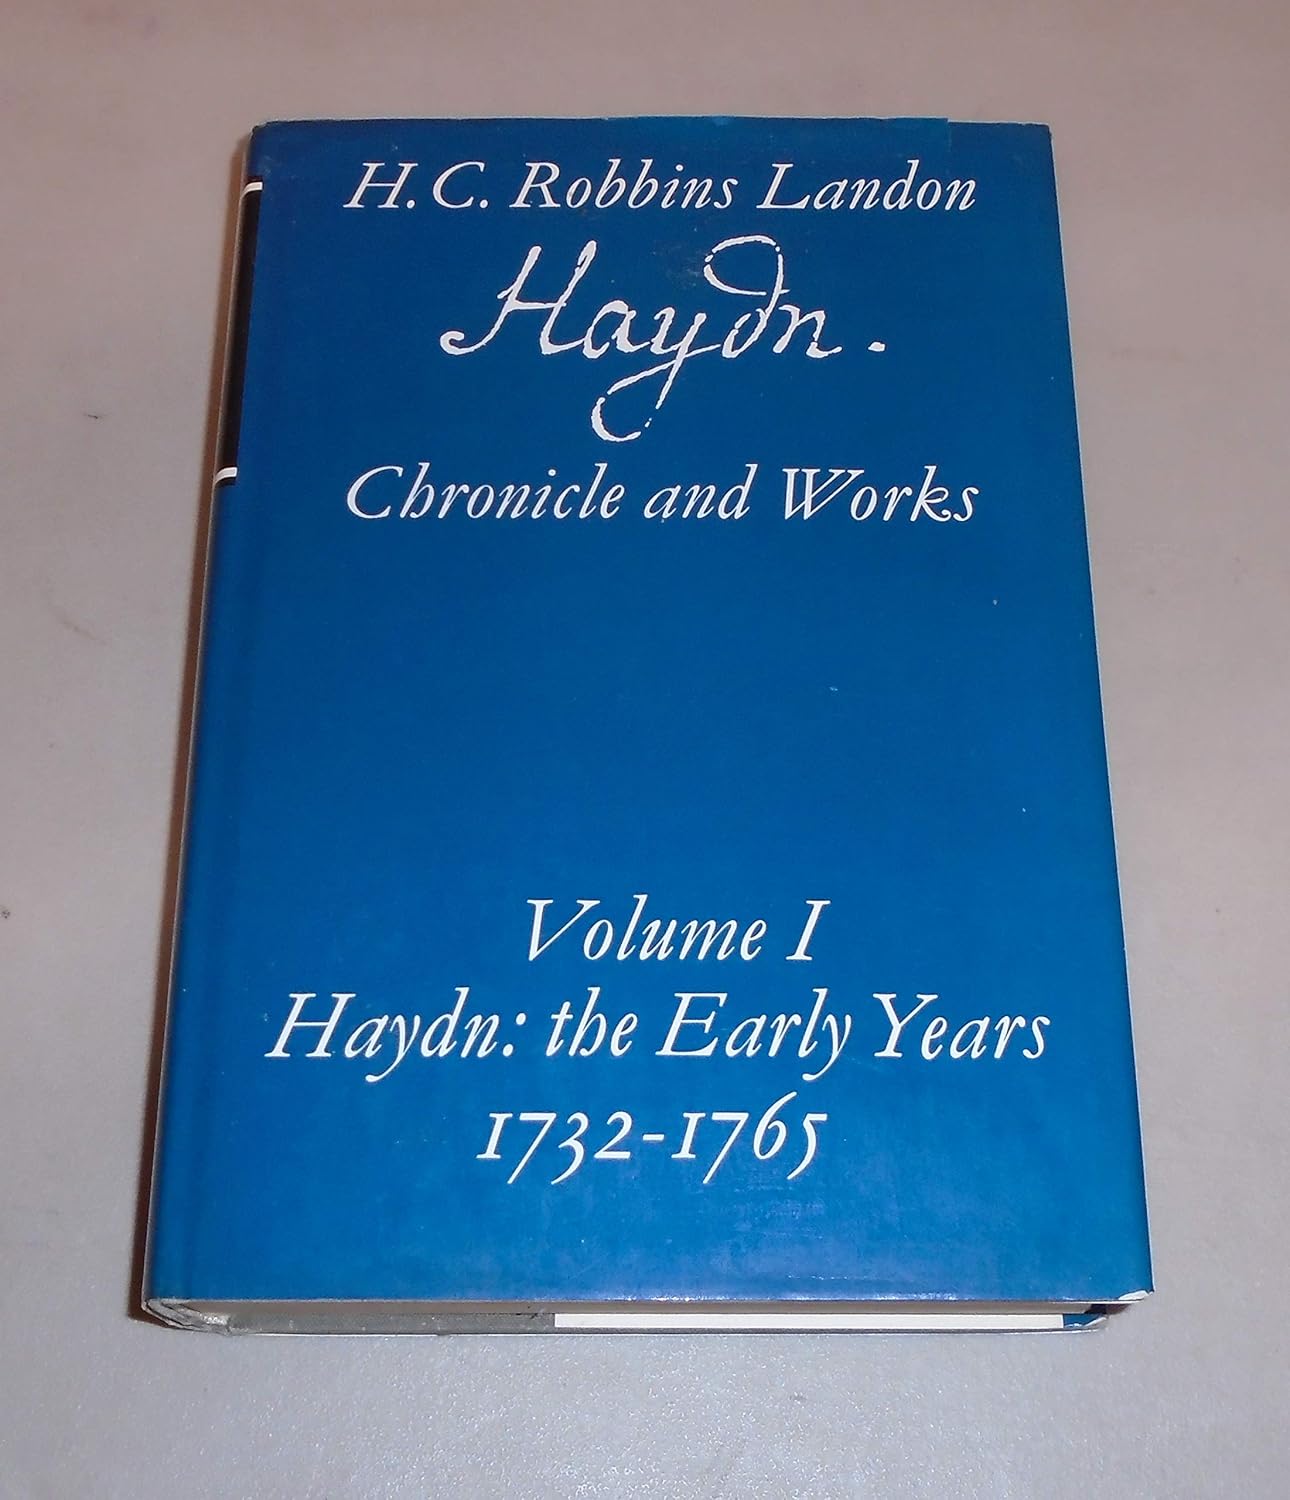 H. C. Robbins Landon
Haydn.
Chronicle and Works
Volume I
Haydn: the Early Years
1732-1765